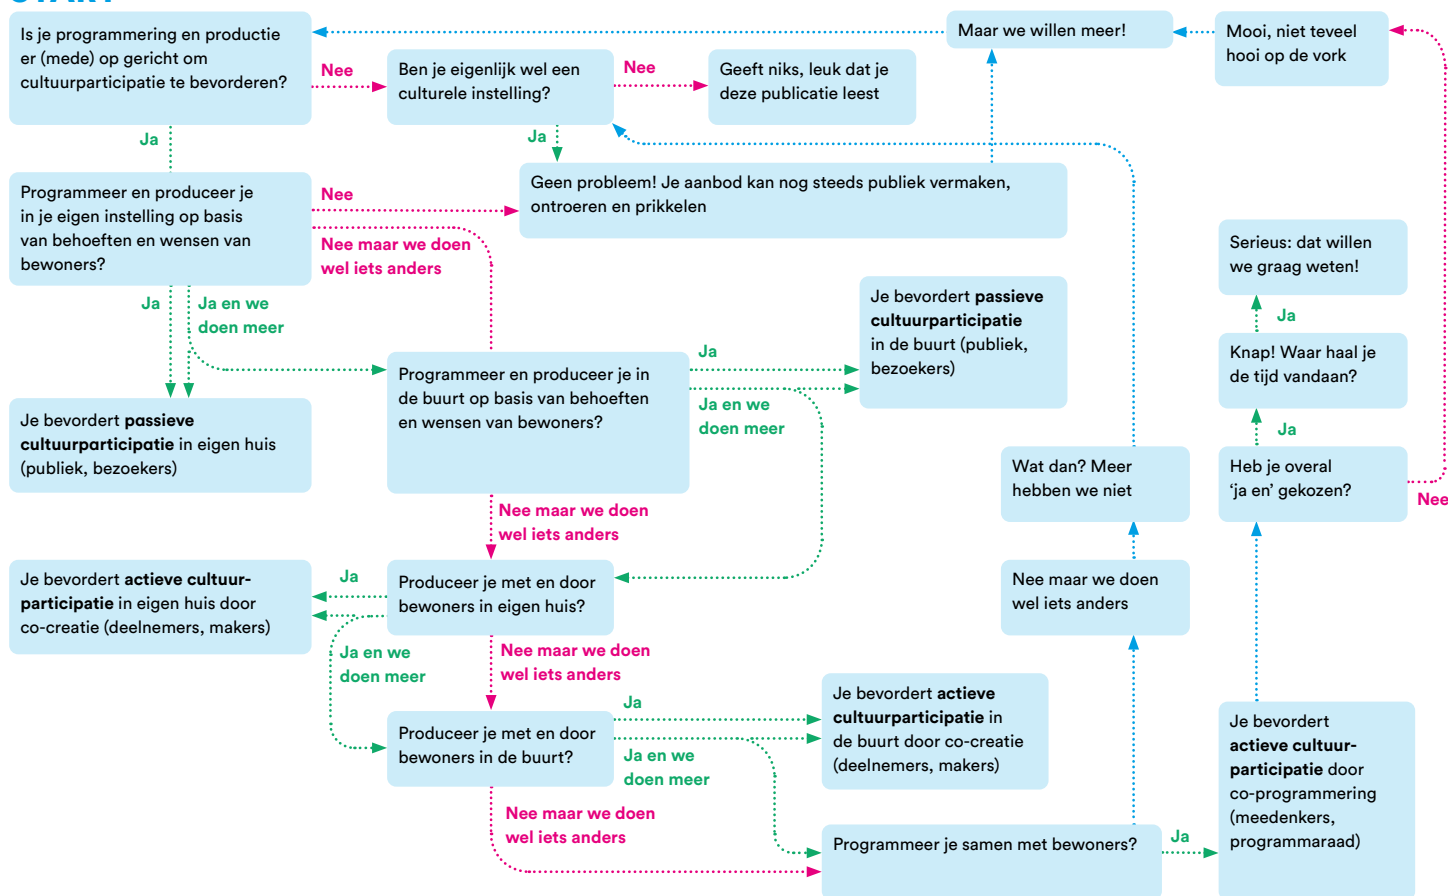 START
Is je programmering en productie
er (mede) op gericht om
cultuurparticipatie te bevorderen?
Nee
Ben je eigenlijk wel een
culturele instelling?
Nee
Geeft niks, leuk dat je
deze publicatie leest
Maar we willen meer!
Mooi, niet teveel
hooi op de vork
Ja
Ja
Programmeer en produceer je
in je eigen instelling op basis
van behoeften en wensen van
bewoners?
Nee
Nee maar we doen
wel iets anders
Geen probleem! Je aanbod kan nog steeds publiek vermaken,
ontroeren en prikkelen
Serieus: dat willen
we graag weten!
Ja
Ja en we
doen meer
Je bevordert passieve
cultuurparticipatie
in de buurt (publiek,
bezoekers)
Ja
Knap! Waar haal je
de tijd vandaan?
Programmeer en produceer je in
de buurt op basis van behoeften
en wensen van bewoners?
Ja
Ja en we
doen meer
Je bevordert passieve
cultuurparticipatie in eigen huis
(publiek, bezoekers)
Ja
Wat dan? Meer
hebben we niet
Heb je overal
‘ja en’ gekozen?
Nee
Nee maar we doen
wel iets anders
Je bevordert actieve cultuur-
participatie in eigen huis door
co-creatie (deelnemers, makers)
Ja
Produceer je met en door
bewoners in eigen huis?
Nee maar we doen
wel iets anders
Ja en we
doen meer
Nee maar we doen
wel iets anders
Produceer je met en door
bewoners in de buurt?
Ja
Ja en we
doen meer
Je bevordert actieve
cultuurparticipatie in
de buurt door co-creatie
(deelnemers, makers)
Je bevordert
actieve cultuur-
participatie door
co-programmering
(meedenkers,
programmaraad)
Nee maar we doen
wel iets anders
Programmeer je samen met bewoners?
Ja